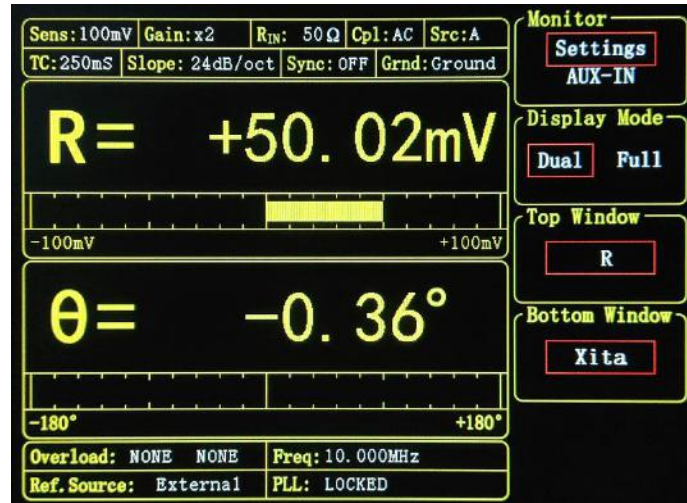 Sens:100mV Gain:x2 RIN: 50Ω Cpl:AC Src:A
TC:250mS Slope: 24dB/oct Sync:OFF Grnd:Ground
R= +50.02mV
-100mV +100mV
θ= -0.36°
-180° +180°
Overload: NONE NONE Freq:10.000MHz
Ref.Source: External PLL: LOCKED
Monitor
Settings
AUX-IN
Display Mode
Dual Full
Top Window
R
Bottom Window
Xita